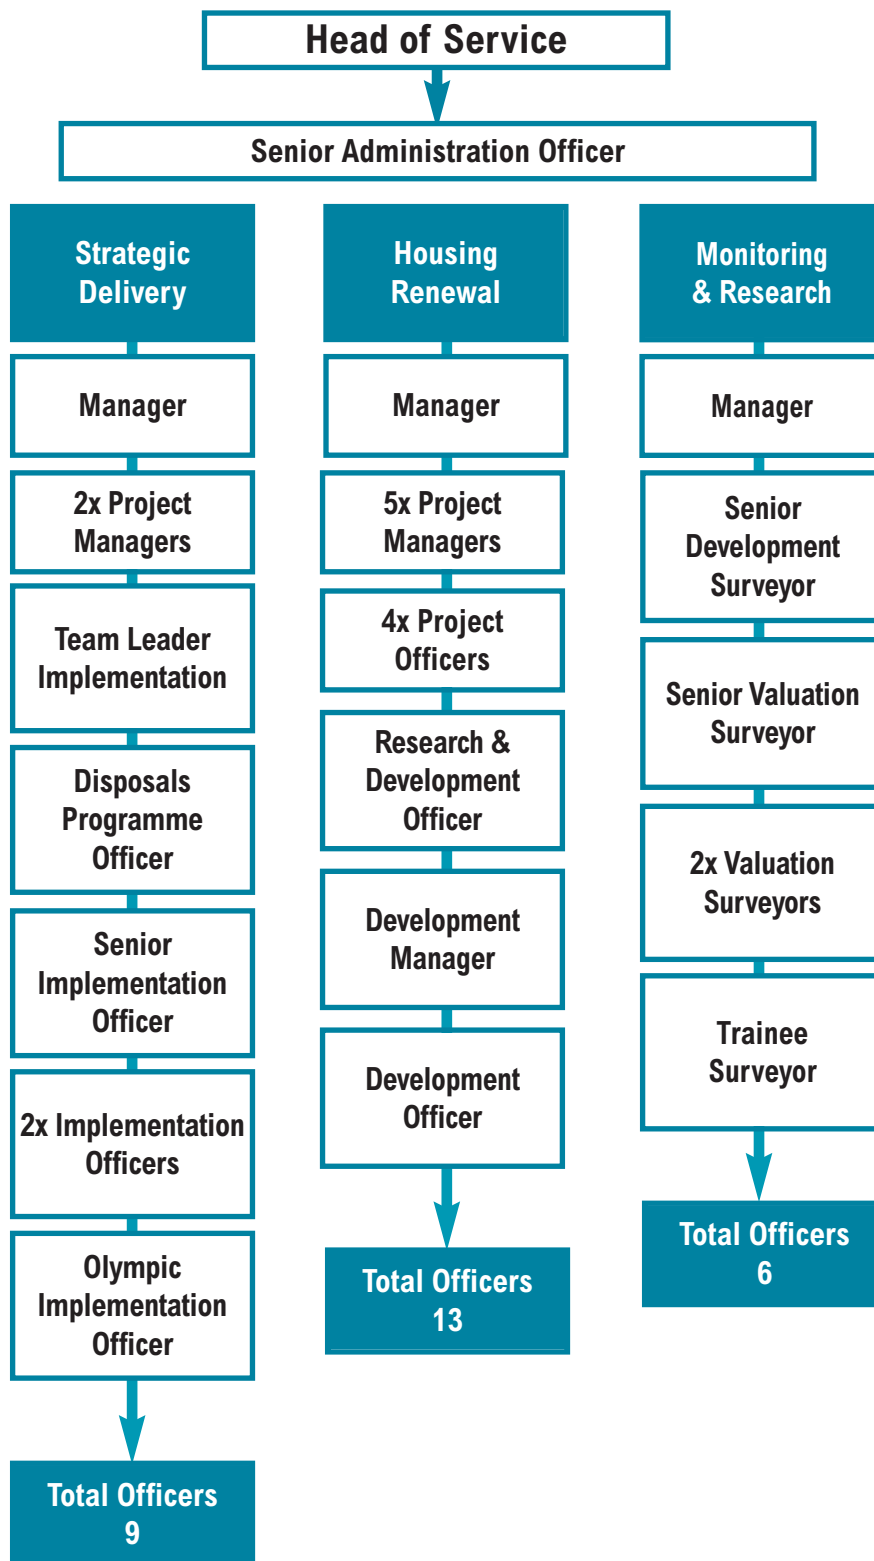 Head of Service
Senior Administration Officer
Strategic
Delivery
Manager
2x Project
Managers
Team Leader
Implementation
Disposals
Programme
Officer
Senior
Implementation
Officer
2x Implementation
Officers
Olympic
Implementation
Officer
Total Officers
9
Housing
Renewal
Manager
5x Project
Managers
4x Project
Officers
Research &
Development
Officer
Development
Manager
Development
Officer
Total Officers
13
Monitoring
& Research
Manager
Senior
Development
Surveyor
Senior Valuation
Surveyor
2x Valuation
Surveyors
Trainee
Surveyor
Total Officers
6